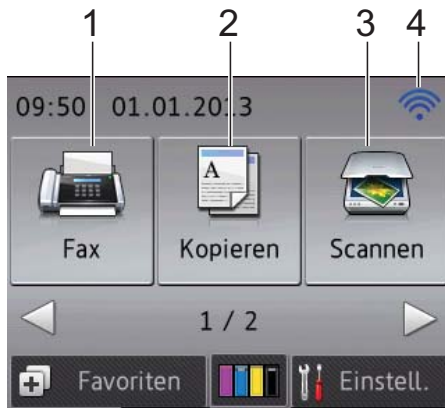 1 2 3 4
09:50 01.01.2013
A
Fax Kopieren Scannen
1 / 2
Favoriten Einstell.